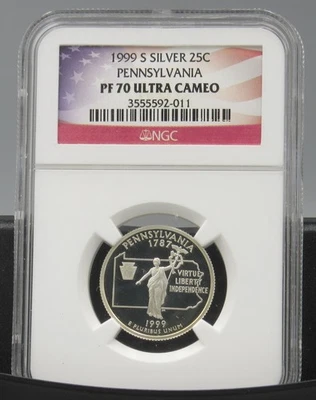 1999 S SILVER 25C
PENNSYLVANIA
PF 70 ULTRA CAMEO
3555592-011
NGC
PENNSYLVANIA
1787
VIRTUE
LIBERTY
INDEPENDENCE
1999
E PLURIBUS UNUM